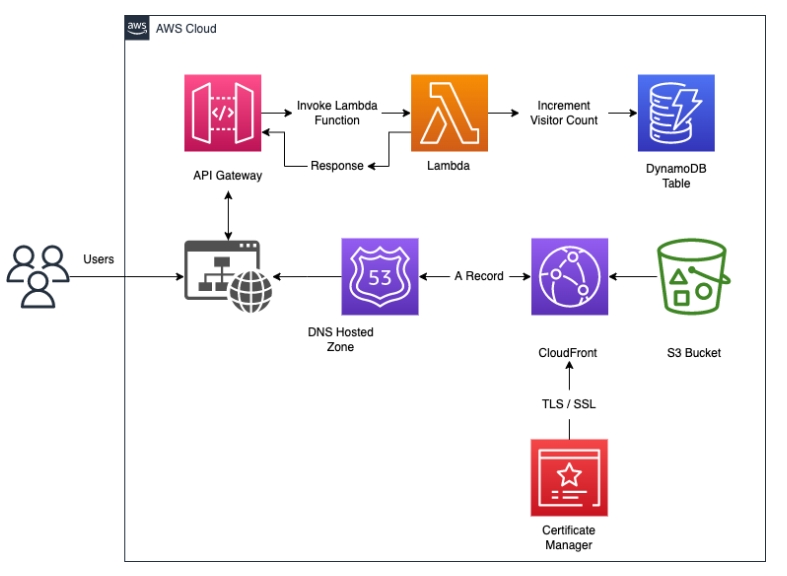 aws
AWS Cloud
</>
Invoke Lambda
Function
Increment
Visitor Count
Response
API Gateway
Lambda
DynamoDB
Table
Users
53
A Record
DNS Hosted
Zone
CloudFront
S3 Bucket
TLS / SSL
Certificate
Manager